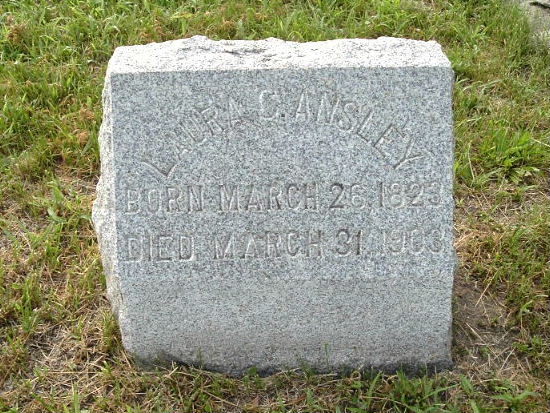 LAURA C. ANSLEY
BORN MARCH 26, 1823
DIED MARCH 31, 1903